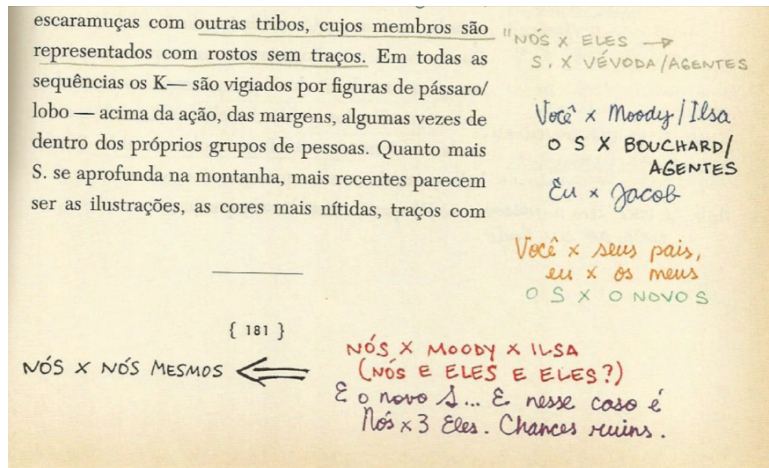 escaramuças com outras tribos, cujos membros são
representados com rostos sem traços. Em todas as
sequências os K— são vigiados por figuras de pássaro/
lobo — acima da ação, das margens, algumas vezes de
dentro dos próprios grupos de pessoas. Quanto mais
S. se aprofunda na montanha, mais recentes parecem
ser as ilustrações, as cores mais nítidas, traços com
"NÓS X ELES →
S. X VÉVODA/AGENTES
Você x Moody/Ilsa
O S X BOUCHARD/
AGENTES
Eu x Jacob
Você x seus pais,
eu x os meus
O S X O NOVO S
{ 181 }
NÓS X MOODY X ILSA
(NÓS E ELES E ELES?)
E o novo S... E nesse caso é
Nós x 3 Eles. Chances ruins.
NÓS X NÓS MESMOS